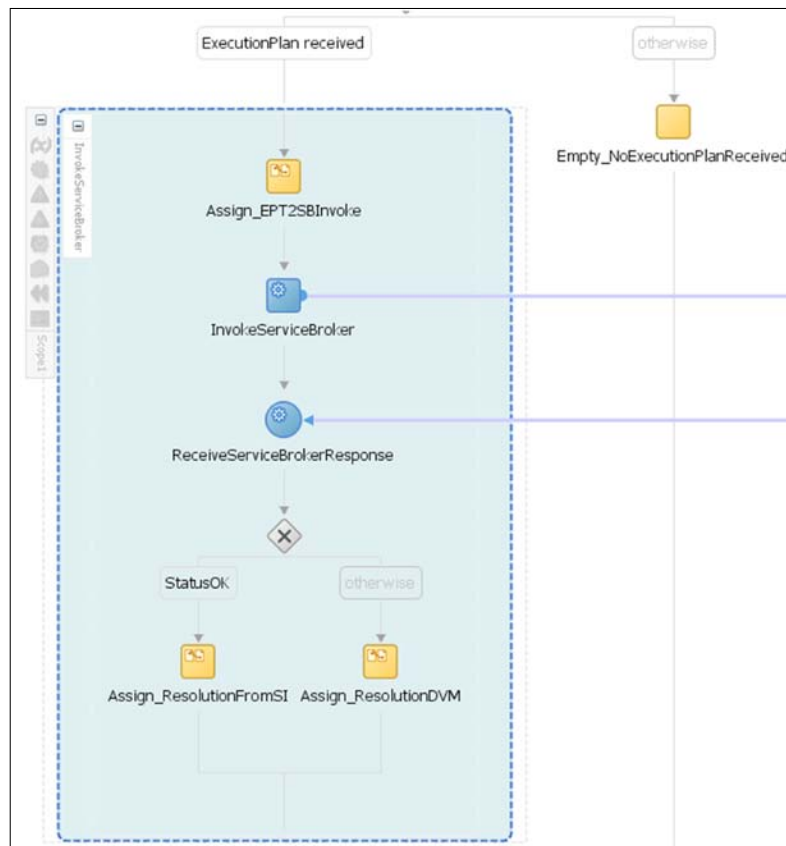 ExecutionPlan received
otherwise
Empty_NoExecutionPlanReceived
InvokeServiceBroker
Assign_EPT2SBInvoke
InvokeServiceBroker
Scope1
ReceiveServiceBrokerResponse
StatusOK
otherwise
Assign_ResolutionFromSI
Assign_ResolutionDVM